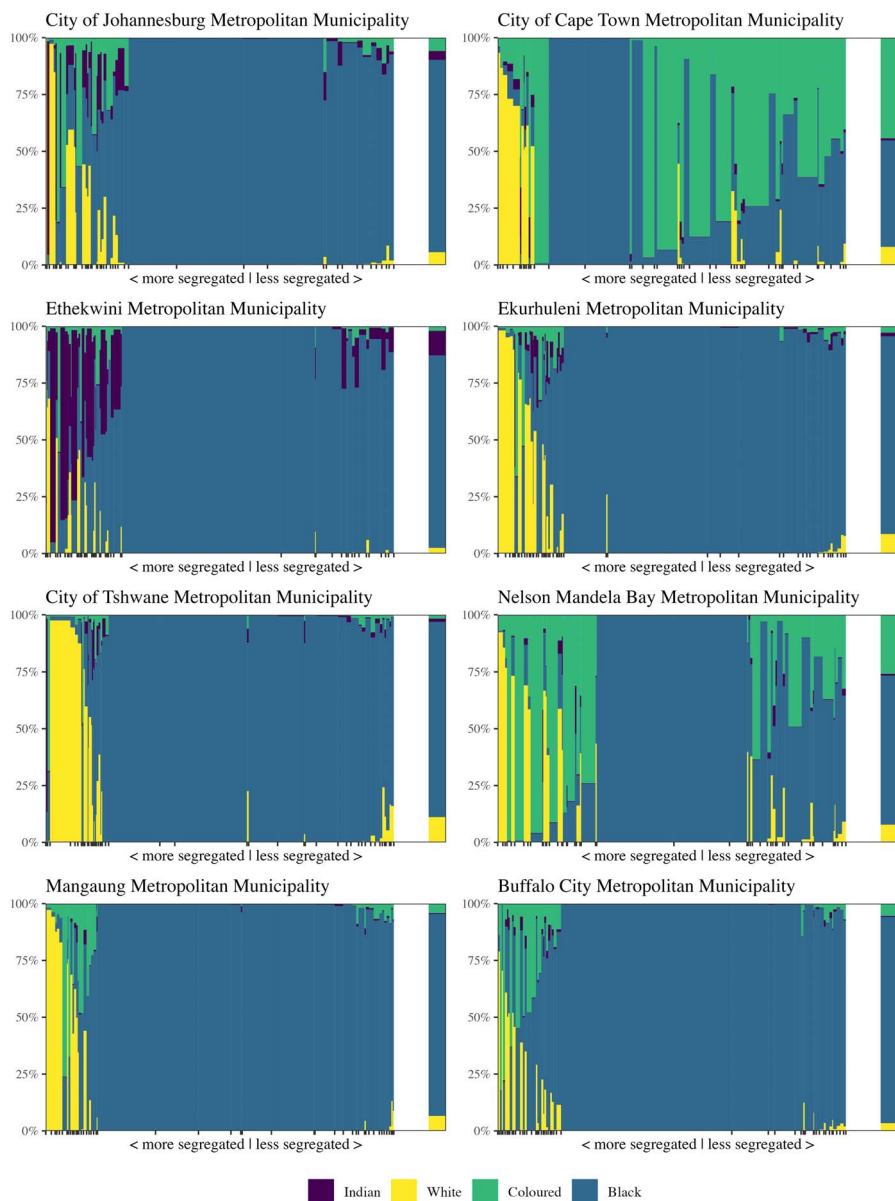 City of Johannesburg Metropolitan Municipality
100%
75%
50%
25%
0%
< more segregated | less segregated >
City of Cape Town Metropolitan Municipality
100%
75%
50%
25%
0%
< more segregated | less segregated >
Ethekwini Metropolitan Municipality
100%
75%
50%
25%
0%
< more segregated | less segregated >
Ekurhuleni Metropolitan Municipality
100%
75%
50%
25%
0%
< more segregated | less segregated >
City of Tshwane Metropolitan Municipality
100%
75%
50%
25%
0%
< more segregated | less segregated >
Nelson Mandela Bay Metropolitan Municipality
100%
75%
50%
25%
0%
< more segregated | less segregated >
Mangaung Metropolitan Municipality
100%
75%
50%
25%
0%
< more segregated | less segregated >
Buffalo City Metropolitan Municipality
100%
75%
50%
25%
0%
< more segregated | less segregated >
Indian White Coloured Black